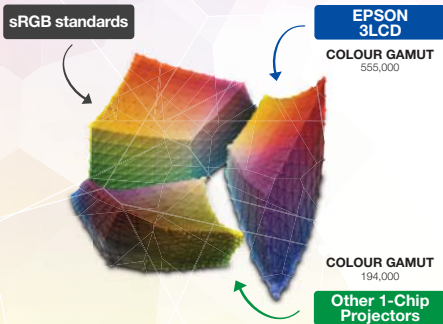 sRGB standards
EPSON
3LCD
COLOUR GAMUT
555,000
COLOUR GAMUT
194,000
Other 1-Chip
Projectors